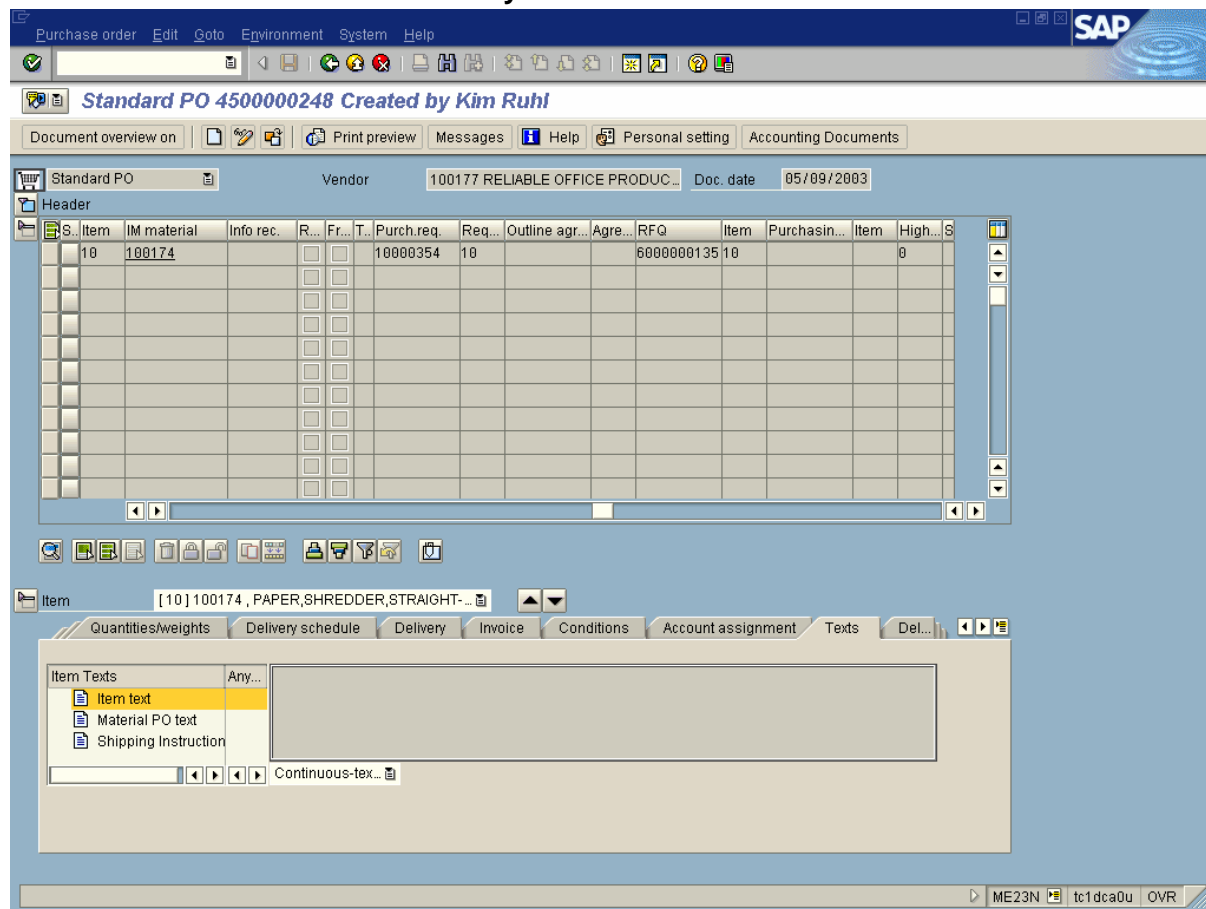 Purchase order Edit Goto Environment System Help
SAP
Standard PO 4500000248 Created by Kim Ruhl
Document overview on Print preview Messages Help Personal setting Accounting Documents
Standard PO Vendor 100177 RELIABLE OFFICE PRODUC... Doc. date 05/09/2003
Header
S.. Item IM material Info rec. R... Fr... T.. Purch.req. Req... Outline agr... Agre... RFQ Item Purchasin... Item High... S
10 100174 10000354 10 6000000135 10 0
Item [ 10 ] 100174 , PAPER,SHREDDER,STRAIGHT-...
Quantities/weights Delivery schedule Delivery Invoice Conditions Account assignment Texts Del...
Item Texts Any...
Item text
Material PO text
Shipping Instruction
Continuous-tex...
ME23N tc1dca0u OVR